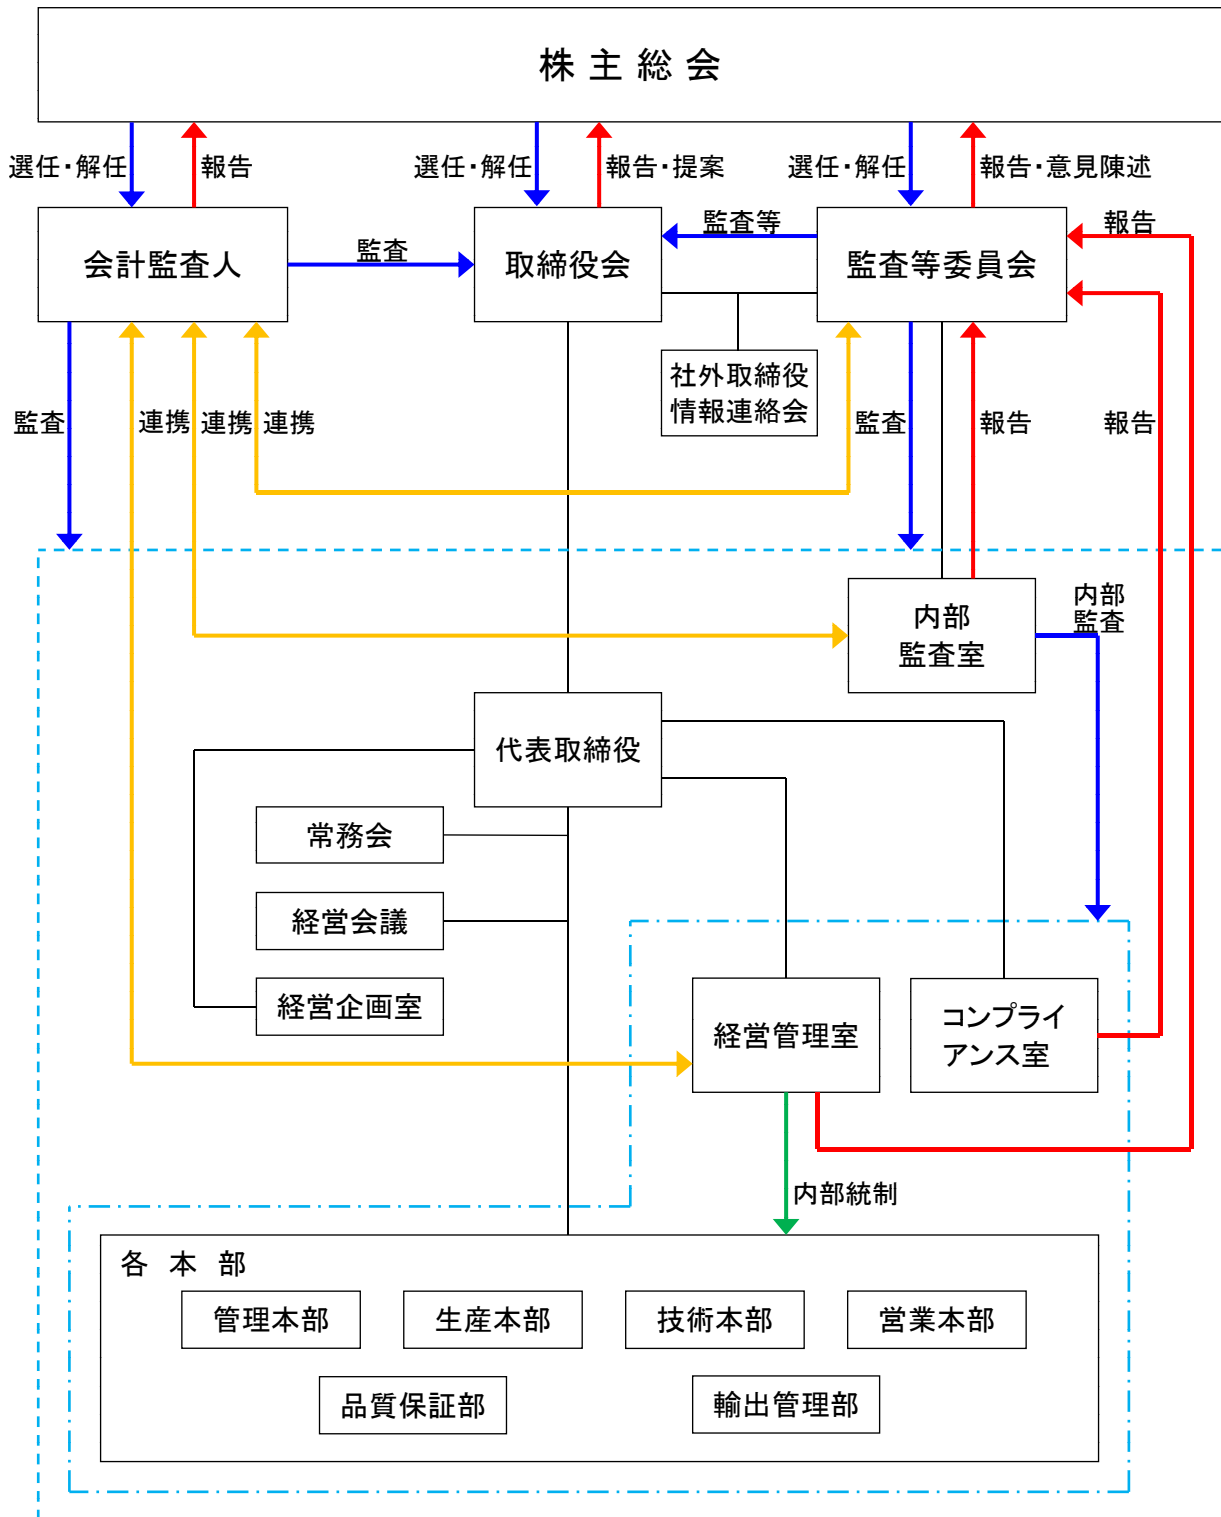 株主総会
選任・解任
報告
選任・解任
報告・提案
選任・解任
報告・意見陳述
会計監査人
監査
取締役会
監査等
監査等委員会
報告
社外取締役
情報連絡会
監査
連携
連携
連携
監査
報告
報告
内部
監査室
内部
監査
代表取締役
常務会
経営会議
経営企画室
経営管理室
コンプライ
アンス室
内部統制
各本部
管理本部
生産本部
技術本部
営業本部
品質保証部
輸出管理部